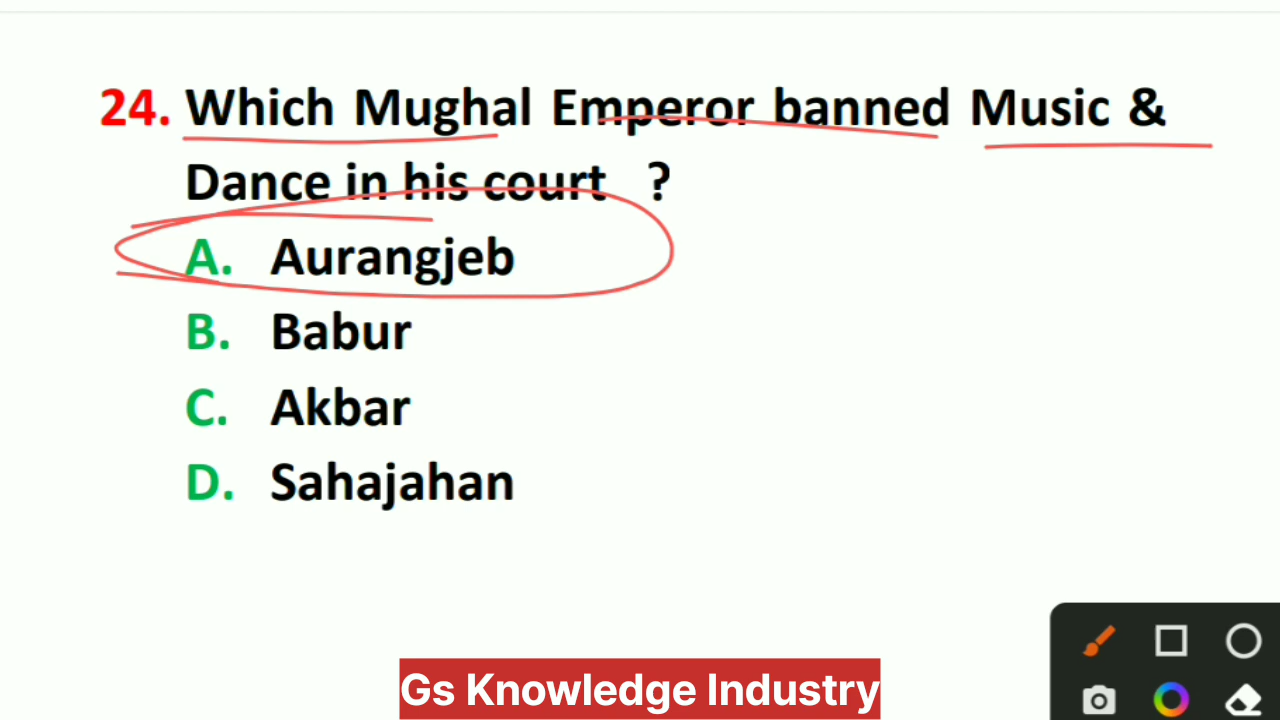 24. Which Mughal Emperor banned Music &
Dance in his court ?
A. Aurangjeb
B. Babur
C. Akbar
D. Sahajahan
Gs Knowledge Industry